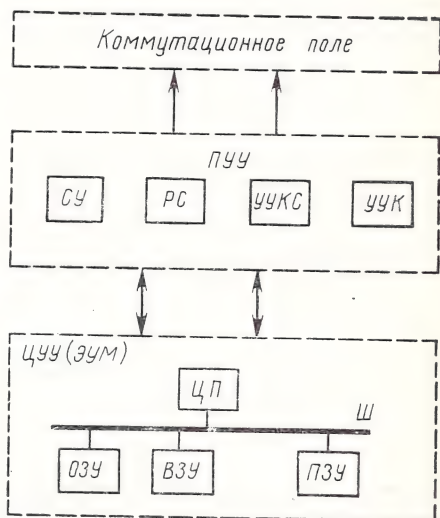 Коммутационное поле
ПУУ
СУ РС УУКС УУК
ЦУУ (ЭУМ)
ЦП
Ш
ОЗУ ВЗУ ПЗУ